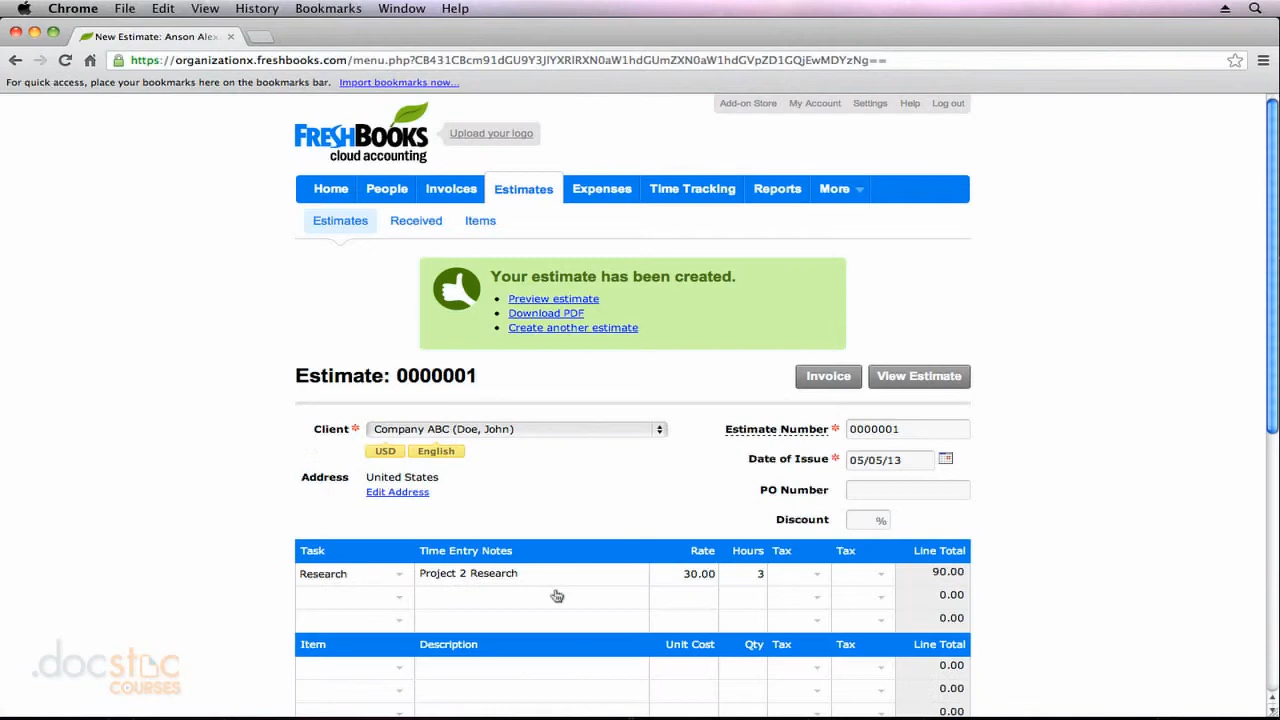 Chrome File Edit View History Bookmarks Window Help
New Estimate: Anson Alex
https://organizationx.freshbooks.com/menu.php?CB431CBcm91dGU9Y3JlYXRlRXN0aW1hdGUmZXN0aW1hdGVpZD1GQjEwMDYzNg==
For quick access, place your bookmarks here on the bookmarks bar. Import bookmarks now...
Add-on Store My Account Settings Help Log out
FRESHBOOKS
cloud accounting
Upload your logo
Home People Invoices Estimates Expenses Time Tracking Reports More
Estimates Received Items
Your estimate has been created.
• Preview estimate
• Download PDF
• Create another estimate
Estimate: 0000001 Invoice View Estimate
Client * Company ABC (Doe, John) Estimate Number * 0000001
USD English
Date of Issue * 05/05/13
Address United States
Edit Address
PO Number
Discount %
Task Time Entry Notes Rate Hours Tax Tax Line Total
Research Project 2 Research 30.00 3 90.00
0.00
0.00
Item Description Unit Cost Qty Tax Tax Line Total
0.00
0.00
0.00
.docstoc
COURSES